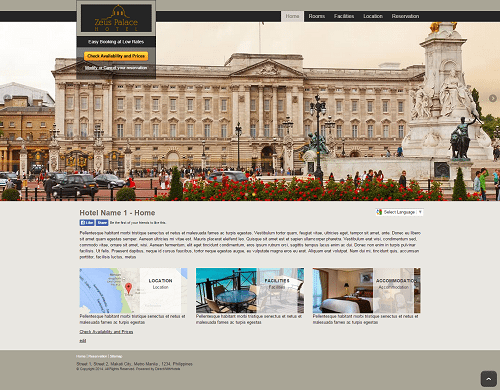 Zeus Palace
HOTEL
Easy Booking at Low Rates
Check Availability and Prices
Modify or Cancel your reservation
Home Rooms Facilities Location Reservation
Hotel Name 1 - Home
Select Language
Like Share Be the first of your friends to like this.
Pellentesque habitant morbi tristique senectus et netus et malesuada fames ac turpis egestas. Vestibulum tortor quam, feugiat vitae, ultricies eget, tempor sit amet, ante. Donec eu libero
sit amet quam egestas semper. Aenean ultricies mi vitae est. Mauris placerat eleifend leo. Quisque sit amet est et sapien ullamcorper pharetra. Vestibulum erat wisi, condimentum sed,
commodo vitae, ornare sit amet, wisi. Aenean fermentum, elit eget tincidunt condimentum, eros ipsum rutrum orci, sagittis tempus lacus enim ac dui. Donec non enim in turpis pulvinar
facilisis. Ut felis. Praesent dapibus, neque id cursus faucibus, tortor neque egestas augue, eu vulputate magna eros eu erat. Aliquam erat volutpat. Nam dui mi, tincidunt quis, accumsan
porttitor, facilisis luctus, metus
LOCATION
Location
FACILITIES
Facilities
ACCOMMODATION
Accommodation
Pellentesque habitant morbi tristique senectus et netus et
malesuada fames ac turpis egestas
Pellentesque habitant morbi tristique senectus et netus et
malesuada fames ac turpis egestas
Pellentesque habitant morbi tristique senectus et netus et
malesuada fames ac turpis egestas
Check Availability and Prices
edit
Home | Reservation | Sitemap
Street 1, Street 2, Makati City, Metro Manila, 1234, Philippines